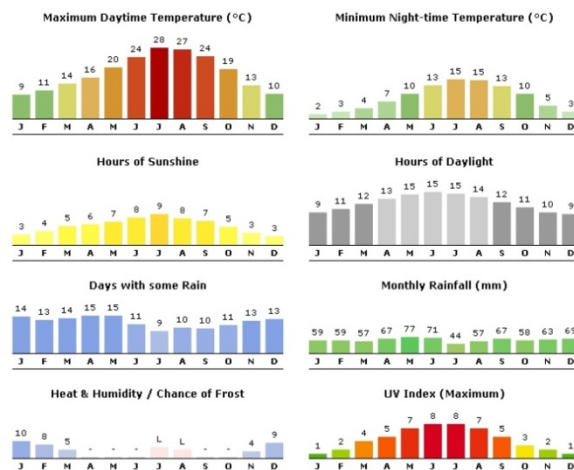 Maximum Daytime Temperature (°C)
9 11 14 16 20 24 28 27 24 19 13 10
J F M A M J J A S O N D
Minimum Night-time Temperature (°C)
2 3 4 7 10 13 15 15 13 10 5 3
J F M A M J J A S O N D
Hours of Sunshine
3 4 5 6 7 8 9 8 7 5 3 3
J F M A M J J A S O N D
Hours of Daylight
9 11 12 13 15 15 15 14 12 11 10 9
J F M A M J J A S O N D
Days with some Rain
14 13 14 15 15 11 9 10 10 11 13 13
J F M A M J J A S O N D
Monthly Rainfall (mm)
59 59 57 67 77 71 44 57 67 58 63 69
J F M A M J J A S O N D
Heat & Humidity / Chance of Frost
10 8 5 - - - L L - - 4 9
J F M A M J J A S O N D
UV Index (Maximum)
1 2 4 5 7 8 8 7 5 3 2 1
J F M A M J J A S O N D